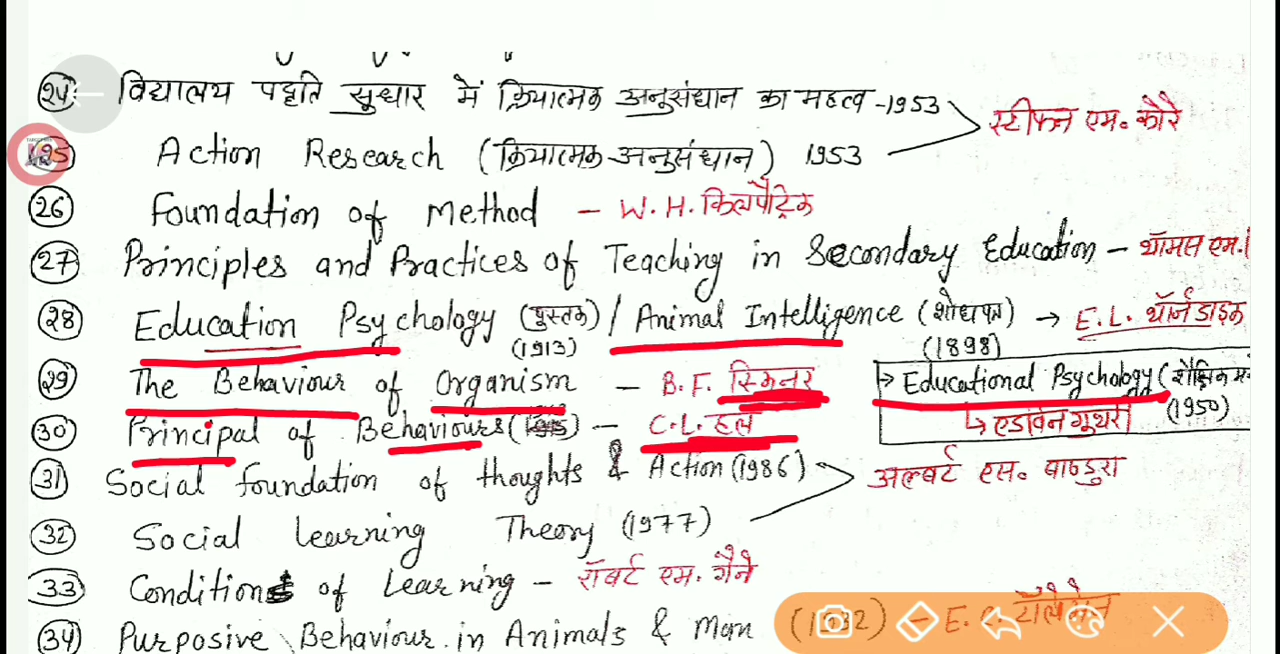 24. विद्यालय पद्दति सुधार में क्रियात्मक अनुसंधान का महत्व -1953
स्टीफन एम. कोरे
25 Action Research (क्रियात्मक अनुसंधान) 1953
26 Foundation of Method - W. H. किलपैट्रिक
27 Principles and Practices of Teaching in Secondary Education - थॉमस एम.
28 Education Psychology (पुस्तक) / Animal Intelligence (शोधपत्र) → E. L. थॉर्नडाइक
(1913) (1898)
29 The Behaviour of Organism - B. F. स्किनर
→ Educational Psychology (शैक्षिक
(1950)
↳ एडविन गूथरी
30 Principal of Behaviours - C. L. हल
31 Social foundation of thoughts & Action (1986)
अल्बर्ट एस. बाण्डुरा
32 Social learning Theory (1977)
33 Conditions of Learning - रॉबर्ट एम. गैने
34 Purposive Behaviour in Animals & Man (1932) - E. C. टॉलमैन